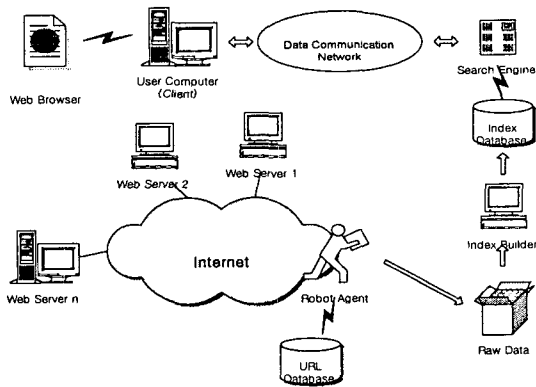 Data Communication
Network
Search Engine
User Computer
(Client)
Web Browser
Index
Database
Web Server 1
Web Server 2
Index Builder
Internet
Web Server n
Robot Agent
Raw Data
URL
Database